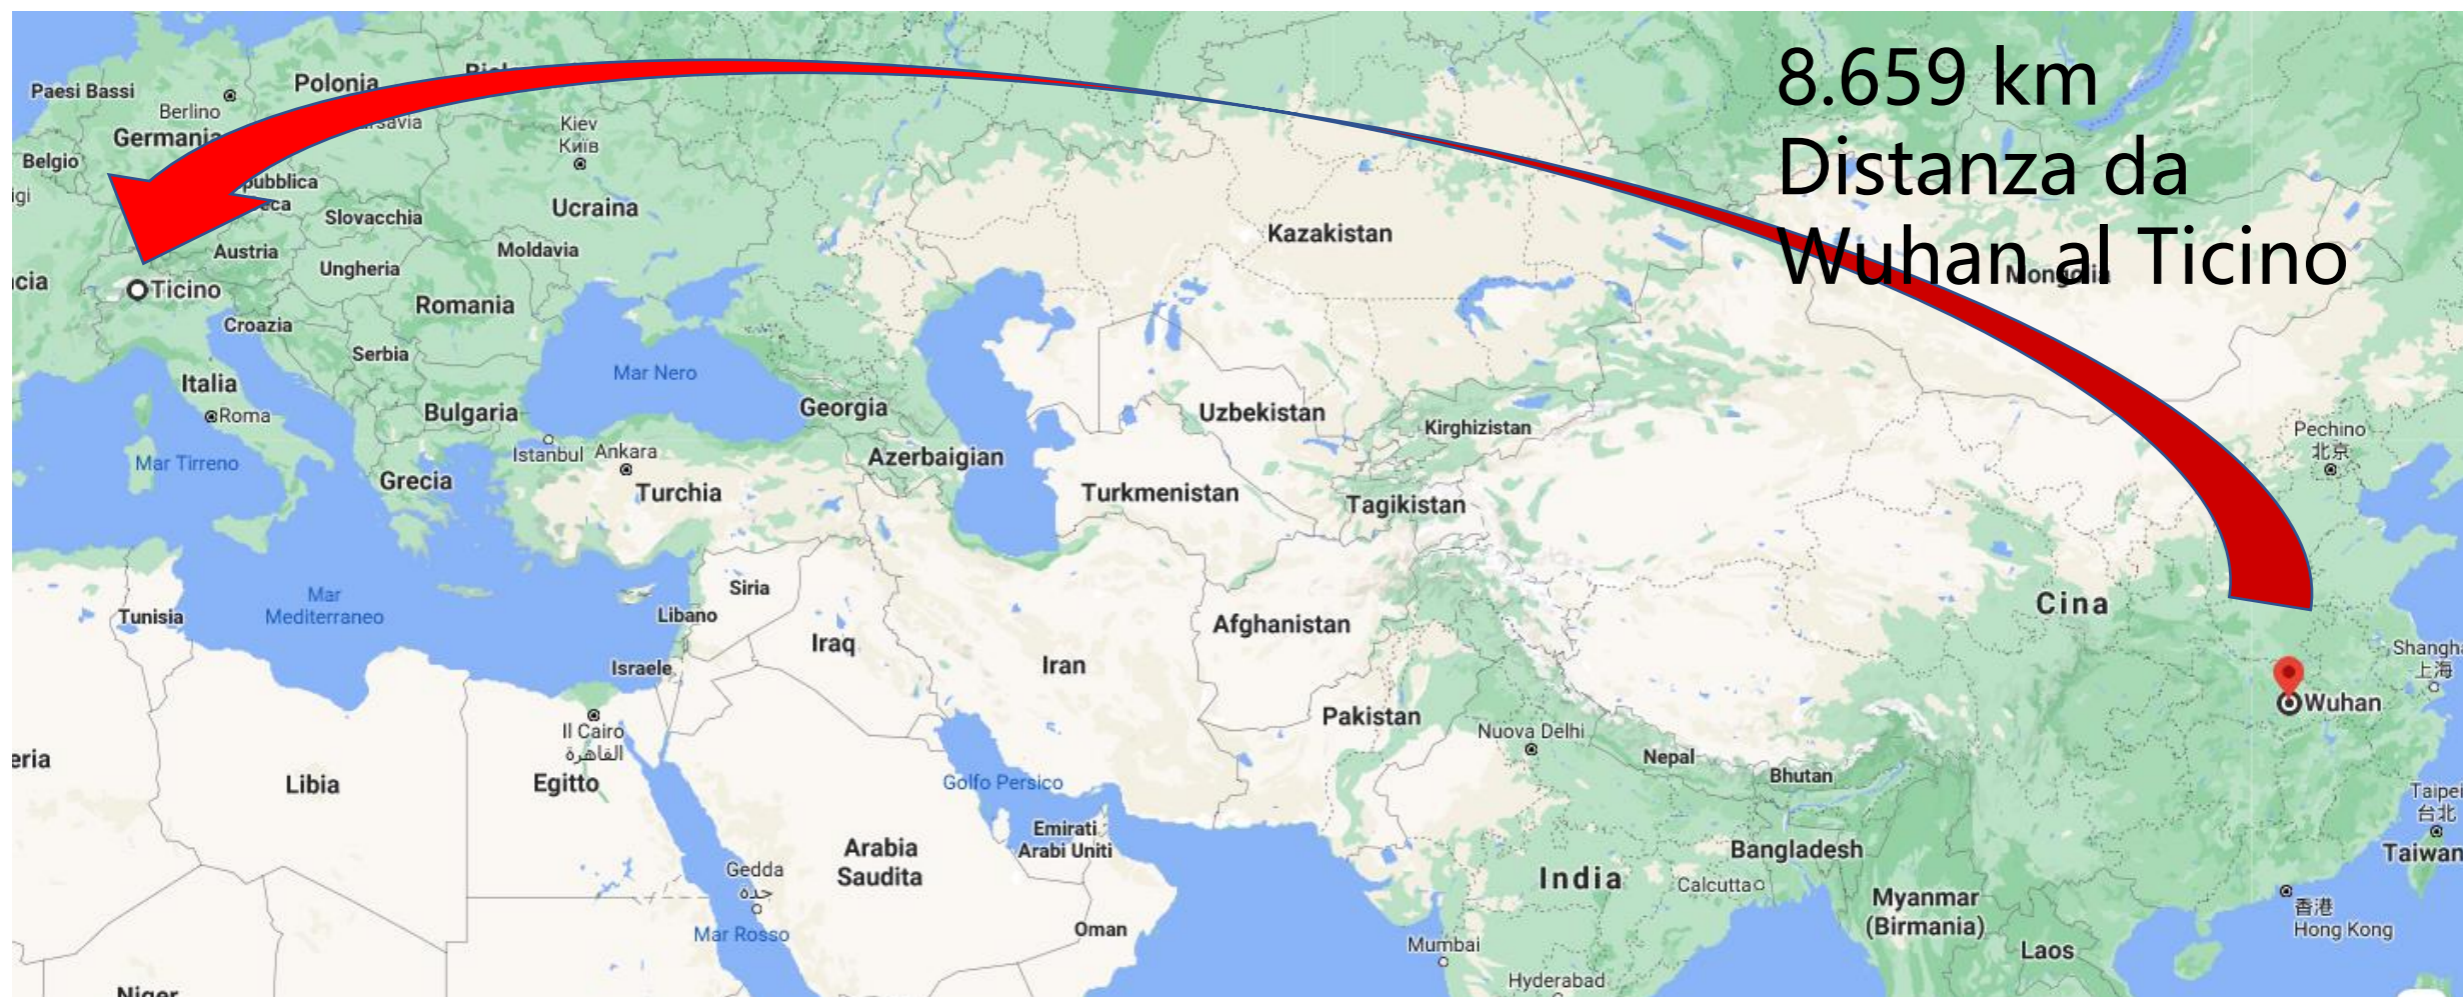 8.659 km
Distanza da
Wuhan al Ticino
Paesi Bassi
Berlino
Germania
Polonia
Belgio
Kiev
Київ
Slovacchia
Ucraina
Austria
Moldavia
Ungheria
Ticino
Romania
Croazia
Serbia
Italia
Roma
Mar Tirreno
Bulgaria
Grecia
Mar Nero
Istanbul
Ankara
Turchia
Georgia
Azerbaigian
Kazakistan
Mongolia
Uzbekistan
Kirghizistan
Turkmenistan
Tagikistan
Pechino
北京
Tunisia
Mar
Mediterraneo
Siria
Libano
Iraq
Israele
Iran
Afghanistan
Pakistan
Cina
Shangh
上海
Wuhan
Il Cairo
القاهرة
Egitto
Libia
eria
Golfo Persico
Nuova Delhi
Nepal
Bhutan
Taipei
台北
Taiwan
Emirati
Arabi Uniti
Arabia
Saudita
Gedda
جدة
Mar Rosso
Oman
India
Bangladesh
Calcutta
Myanmar
(Birmania)
香港
Hong Kong
Laos
Mumbai
Hyderabad
Niger